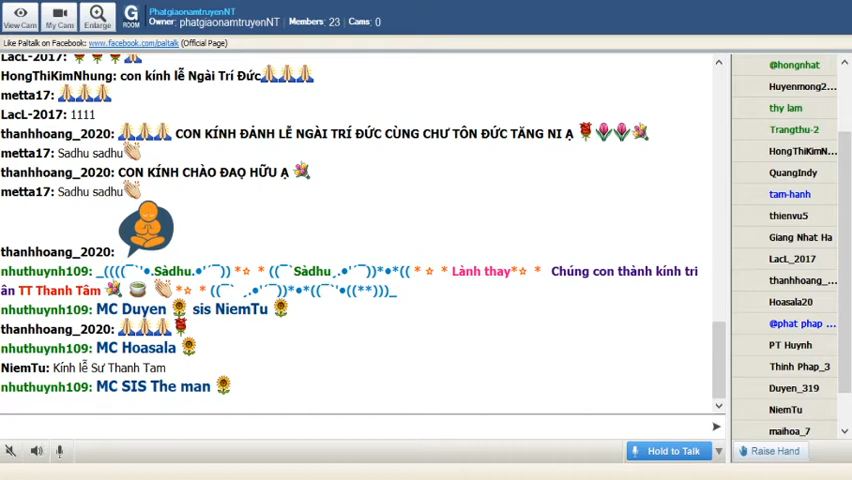 PhatgiaonamtruyenNT
Owner: phatgiaonamtruyenNT Members: 23 Cams: 0
View Cam My Cam Enlarge G ROOM
Like Paltalk on Facebook: www.facebook.com/paltalk (Official Page)
LacL-2017:
HongThiKimNhung: con kính lễ Ngài Trí Đức
metta17:
LacL-2017: 1111
thanhhoang_2020: CON KÍNH ĐẢNH LỄ NGÀI TRÍ ĐỨC CÙNG CHƯ TÔN ĐỨC TĂNG NI Ạ
metta17: Sadhu sadhu
thanhhoang_2020: CON KÍNH CHÀO ĐẠO HỮU Ạ
metta17: Sadhu sadhu
thanhhoang_2020:
nhuthuynh109: _((((¯`'•.Sàdhu.•'´¯)) *☆ * ((¯`Sàdhu¸.•'´¯))*•*(( * ☆ * Lành thay*☆ * Chúng con thành kính tri
ân TT Thanh Tâm *☆ * ((¯` ¸.•'´¯))*•*((¯`'•((**)))_
nhuthuynh109: MC Duyen sis NiemTu
thanhhoang_2020:
nhuthuynh109: MC Hoasala
NiemTu: Kính lễ Sư Thanh Tam
nhuthuynh109: MC SIS The man
@hongnhat
Huyenmong2...
thy lam
Trangthu-2
HongThiKimN...
QuangIndy
tam-hanh
thienvu5
Giang Nhat Ha
LacL_2017
thanhhoang_...
Hoasala20
@phat phap ...
PT Huynh
Thinh Phap_3
Duyen_319
NiemTu
maihoa_7
Hold to Talk
Raise Hand